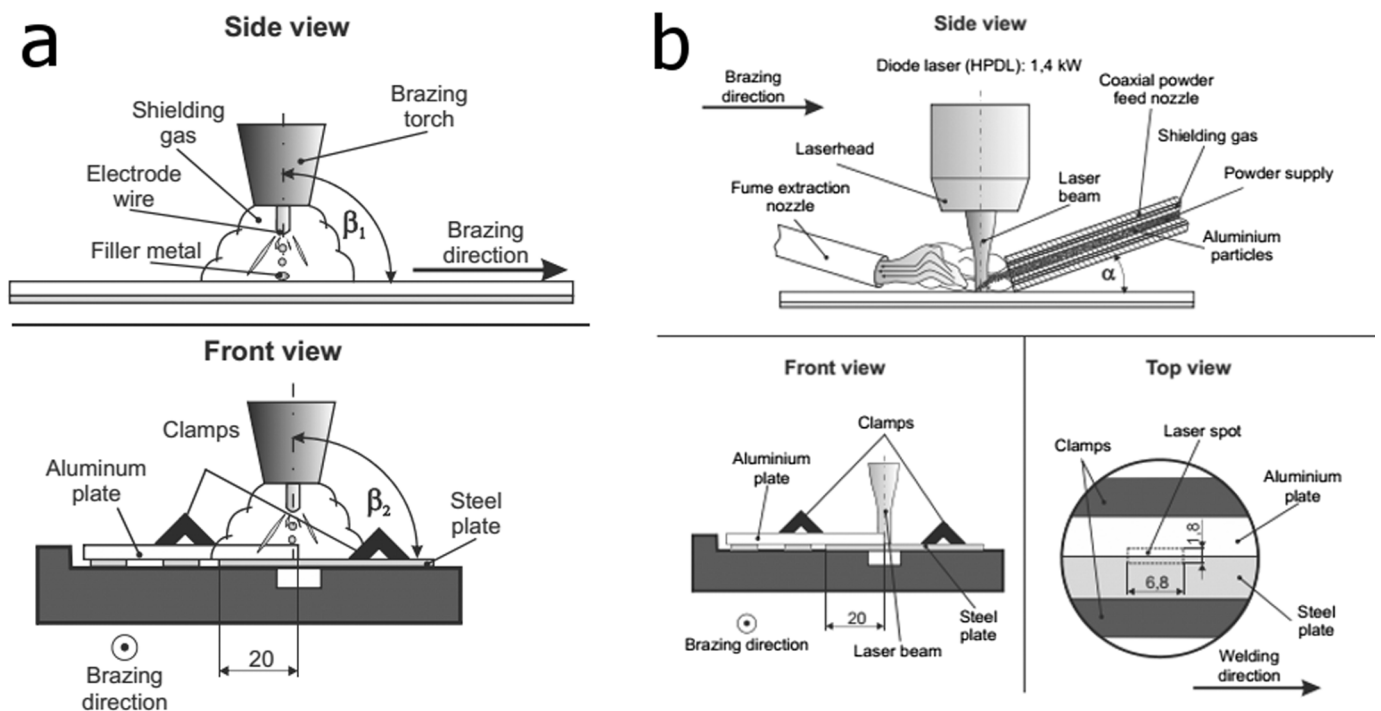 a
Side view
Shielding
gas
Brazing
torch
Electrode
wire
β1
Filler metal
Brazing
direction
Front view
Clamps
Aluminum
plate
β2
Steel
plate
20
Brazing
direction
b
Side view
Diode laser (HPDL): 1,4 kW
Brazing
direction
Coaxial powder
feed nozzle
Shielding gas
Laserhead
Powder supply
Fume extraction
nozzle
Laser
beam
Aluminium
particles
α
Front view
Clamps
Aluminium
plate
20
Brazing direction
Laser beam
Steel
plate
Top view
Laser spot
Clamps
Aluminium
plate
1,8
6,8
Steel
plate
Welding
direction